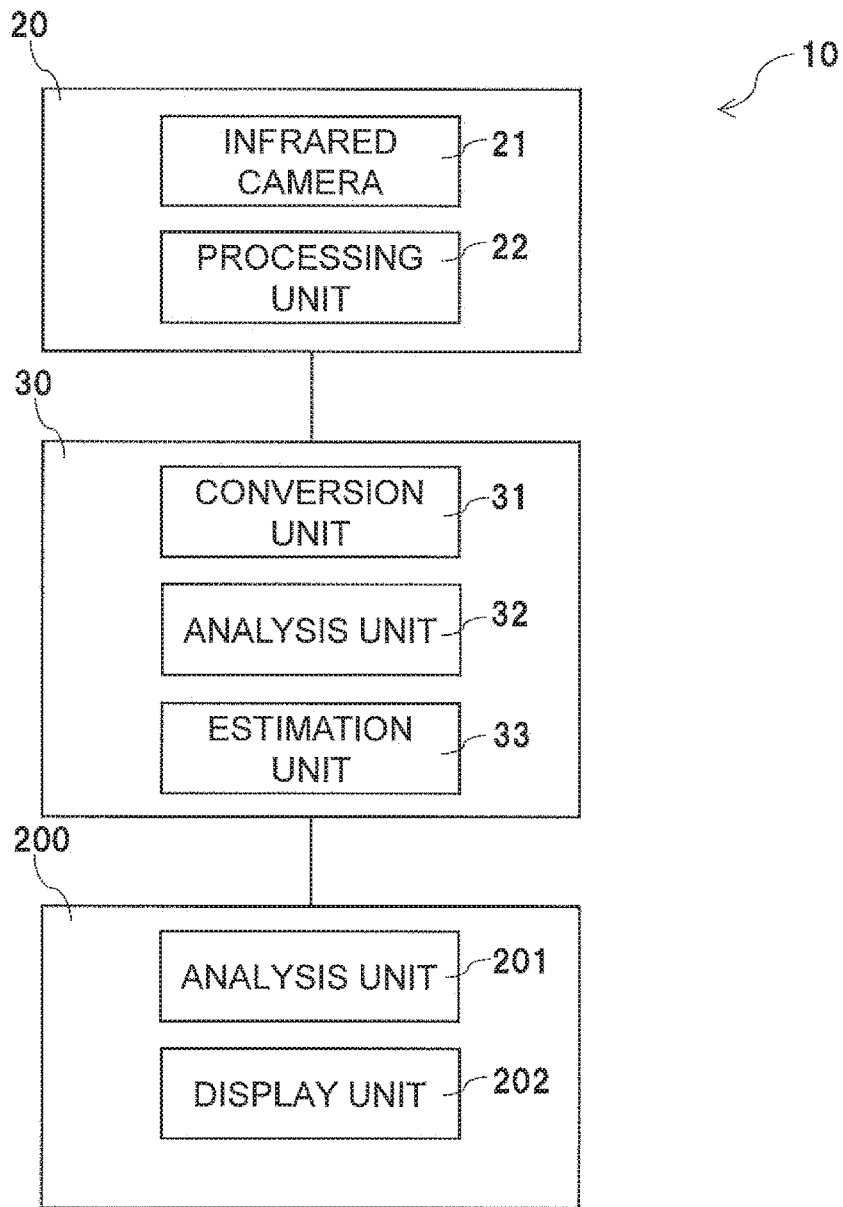 20
10
INFRARED
CAMERA
21
PROCESSING
UNIT
22
30
CONVERSION
UNIT
31
ANALYSIS UNIT
32
ESTIMATION
UNIT
33
200
ANALYSIS UNIT
201
DISPLAY UNIT
202